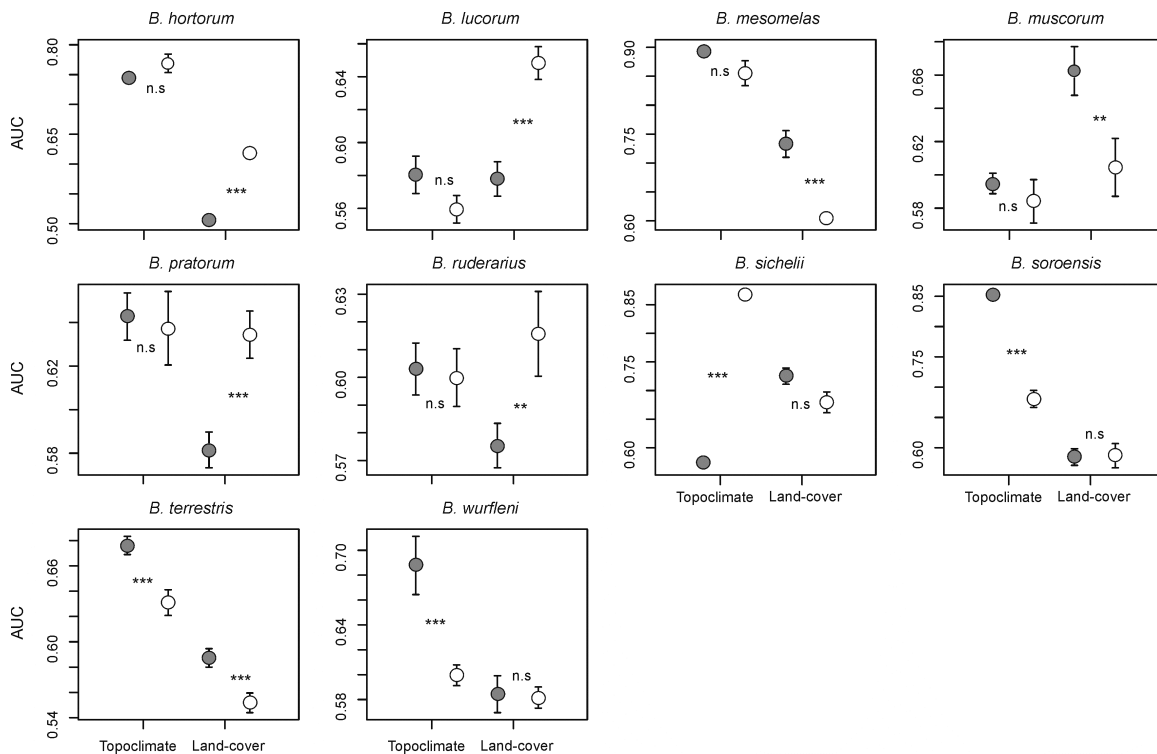 B. hortorum
B. lucorum
B. mesomelas
B. muscorum
AUC
0.50 0.65 0.80
n.s
***
0.56 0.60 0.64
n.s
***
0.60 0.75 0.90
n.s
***
0.58 0.62 0.66
n.s
**
B. pratorum
B. ruderarius
B. sichelii
B. soroensis
AUC
0.58 0.62
n.s
***
0.57 0.60 0.63
n.s
**
0.60 0.75 0.85
***
n.s
0.60 0.75 0.85
***
n.s
Topoclimate Land-cover
Topoclimate Land-cover
B. terrestris
B. wurfleni
AUC
0.54 0.60 0.66
***
***
0.58 0.64 0.70
***
n.s
Topoclimate Land-cover
Topoclimate Land-cover